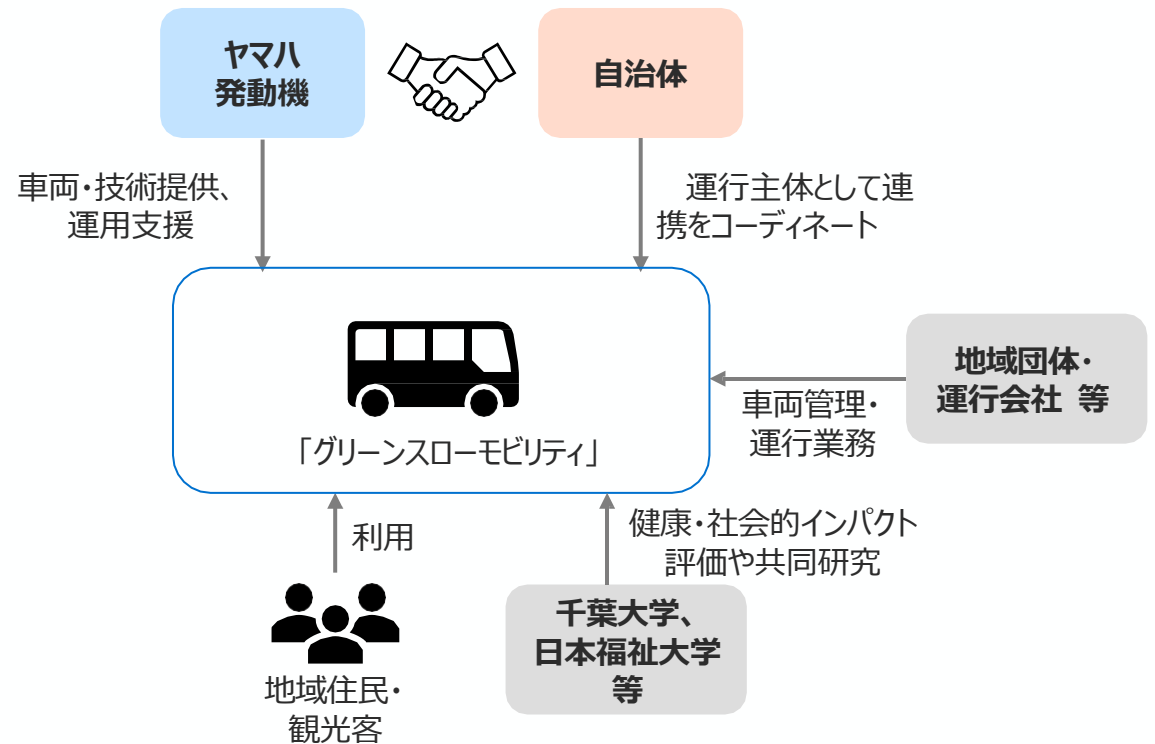 ヤマハ
発動機
自治体
車両・技術提供、
運用支援
運行主体として連
携をコーディネート
「グリーンスローモビリティ」
地域団体・
運行会社 等
車両管理・
運行業務
利用
健康・社会的インパクト
評価や共同研究
地域住民・
観光客
千葉大学、
日本福祉大学
等